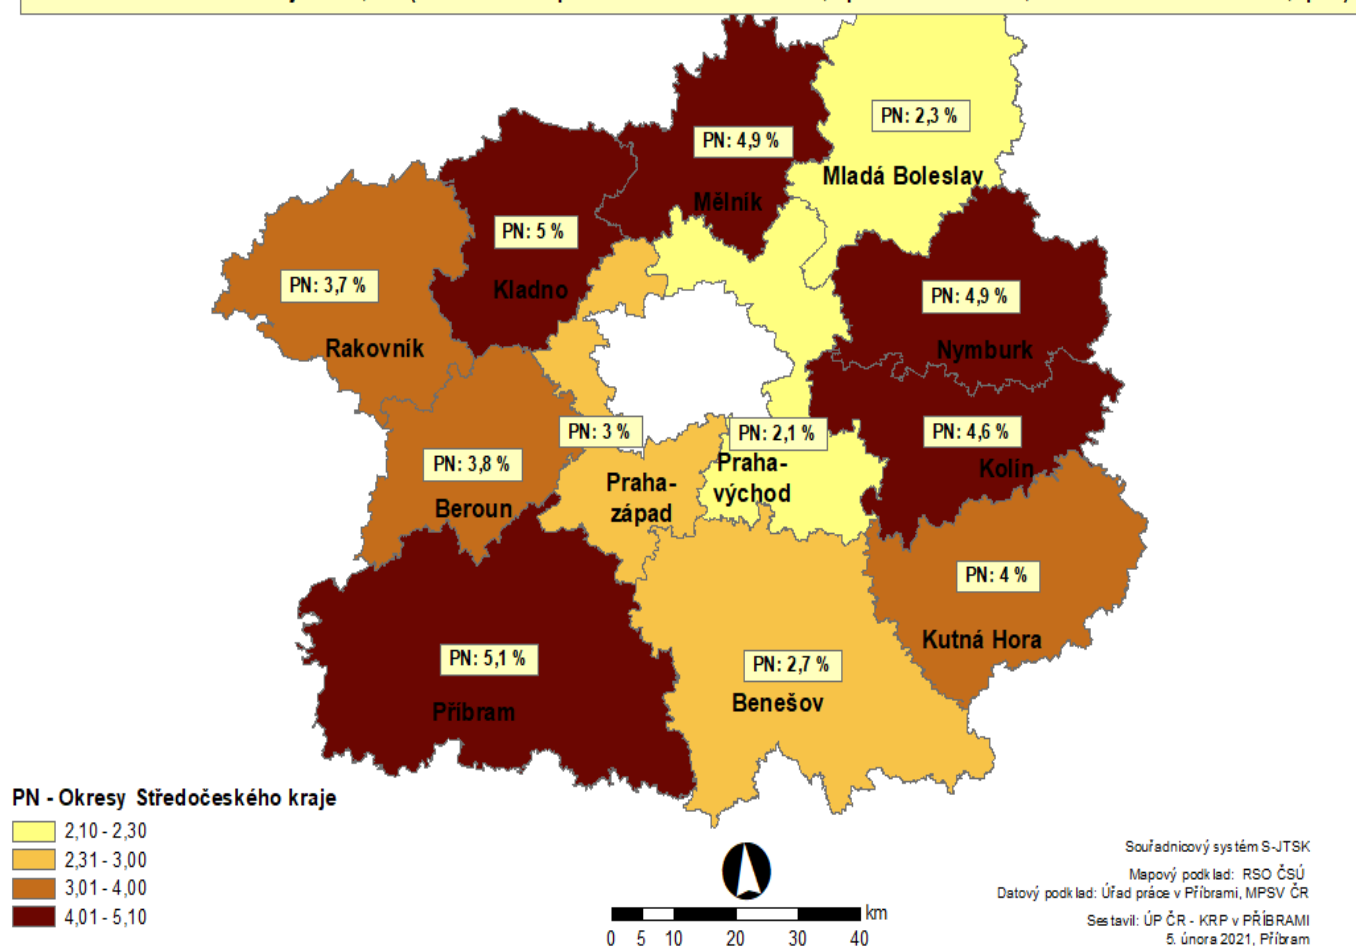 PN: 2,3 %
Mladá Boleslav
PN: 4,9 %
Mělník
PN: 5 %
Kladno
PN: 3,7 %
Rakovník
PN: 4,9 %
Nymburk
PN: 3 %
PN: 2,1 %
PN: 4,6 %
Kolín
PN: 3,8 %
Beroun
Praha-
západ
Praha-
východ
PN: 4 %
Kutná Hora
PN: 5,1 %
Příbram
PN: 2,7 %
Benešov
PN - Okresy Středočeského kraje
2,10 - 2,30
2,31 - 3,00
3,01 - 4,00
4,01 - 5,10
km
0 5 10 20 30 40
Souřadnicový systém S-JTSK
Mapový podklad: RSO ČSÚ
Datový podklad: Úřad práce v Příbrami, MPSV ČR
Sestavil: ÚP ČR - KRP v PŘÍBRAMI
5. února 2021, Příbram